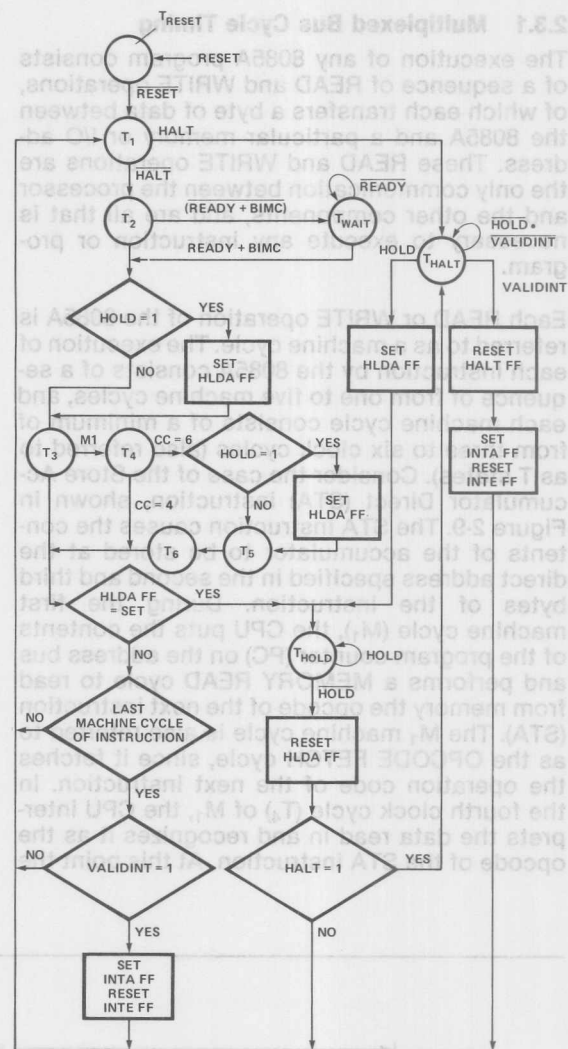 TRESET
RESET
RESET
T1
HALT
HALT
READY
T2
(READY + BIMC)
TWAIT
READY + BIMC
HOLD •
VALIDINT
HOLD
THALT
VALIDINT
HOLD = 1
YES
NO
SET
HLDA FF
SET
HLDA FF
RESET
HALT FF
T3
M1
T4
CC = 6
HOLD = 1
YES
SET
INTA FF
RESET
INTE FF
CC = 4
NO
SET
HLDA FF
T6
T5
HLDA FF
IS SET
YES
NO
THOLD
HOLD
HOLD
NO
LAST
MACHINE CYCLE
OF INSTRUCTION
RESET
HLDA FF
YES
NO
VALIDINT = 1
HALT = 1
YES
YES
NO
SET
INTA FF
RESET
INTE FF
2.3.1 Multiplexed Bus Cycle Timing
The execution of any 8085A program consists
of a sequence of READ and WRITE operations,
of which each transfers a byte of data between
the 8085A and a particular memory or I/O ad-
dress. These READ and WRITE operations are
the only communication between the processor
and the other components, and are all that is
necessary to execute any instruction or pro-
gram.
Each READ or WRITE operation of the 8085A is
referred to as a machine cycle. The execution of
each instruction by the 8085A consists of a se-
quence of from one to five machine cycles, and
each machine cycle consists of a minimum of
from three to six clock cycles (also referred to
as T states). Consider the case of the Store Ac-
cumulator Direct (STA) instruction, shown in
Figure 2-9. The STA instruction causes the con-
tents of the accumulator to be stored at the
direct address specified in the second and third
bytes of the instruction. During the first
machine cycle (M1), the CPU puts the contents
of the program counter (PC) on the address bus
and performs a MEMORY READ cycle to read
from memory the opcode of the next instruction
(STA). The M1 machine cycle is also referred to
as the OPCODE FETCH cycle, since it fetches
the operation code of the next instruction. In
the fourth clock cycle (T4) of M1, the CPU inter-
prets the data read in and recognizes it as the
opcode of the STA instruction. At this point the